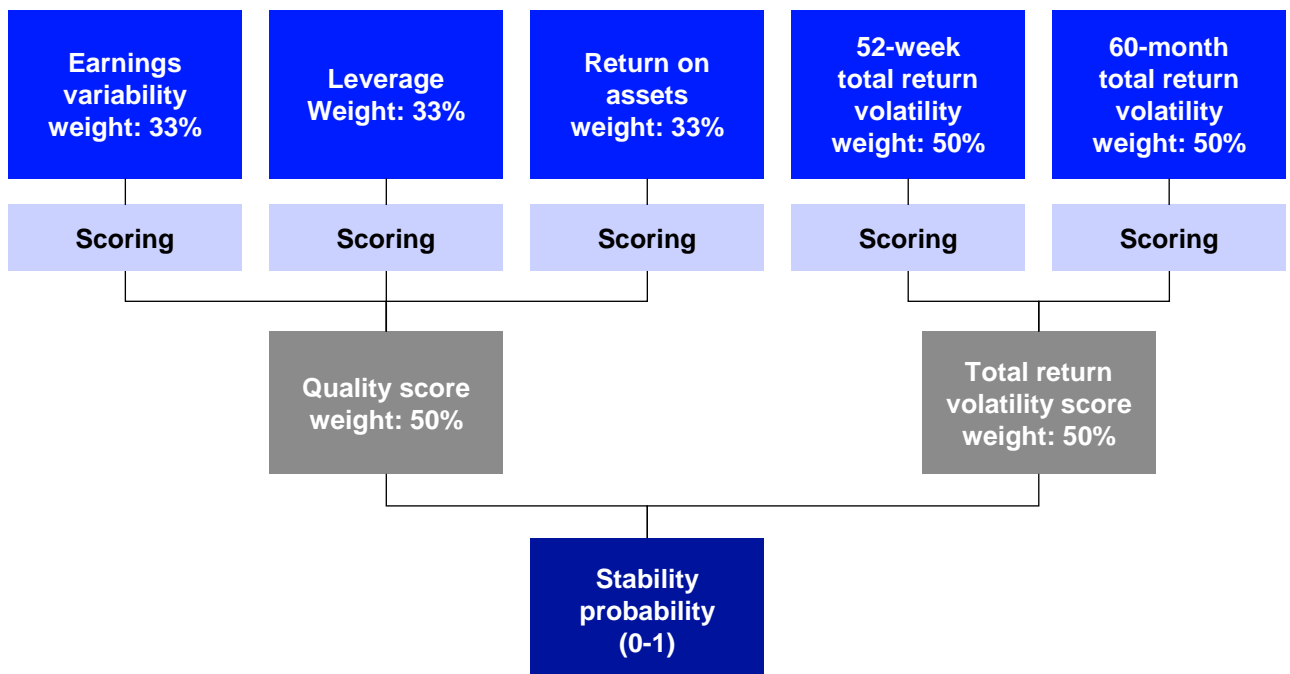 Earnings
variability
weight: 33%
Leverage
Weight: 33%
Return on
assets
weight: 33%
52-week
total return
volatility
weight: 50%
60-month
total return
volatility
weight: 50%
Scoring
Scoring
Scoring
Scoring
Scoring
Quality score
weight: 50%
Total return
volatility score
weight: 50%
Stability
probability
(0-1)